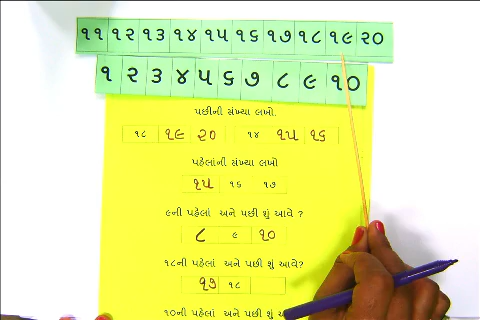 ૧૧ ૧૨ ૧૩ ૧૪ ૧૫ ૧૬ ૧૭ ૧૮ ૧૯ ૨૦
૧ ૨ ૩ ૪ ૫ ૬ ૭ ૮ ૯ ૧૦
પછીની સંખ્યા લખો.
૧૮ ૧૯ ૨૦ ૧૪ ૧૫ ૧૬
પહેલાંની સંખ્યા લખો
૧૫ ૧૬ ૧૭
૯ની પહેલાં અને પછી શું આવે ?
૮ ૯ ૧૦
૧૮ની પહેલાં અને પછી શું આવે?
૧૭ ૧૮
૧૦ની પહેલાં અને પછી શું